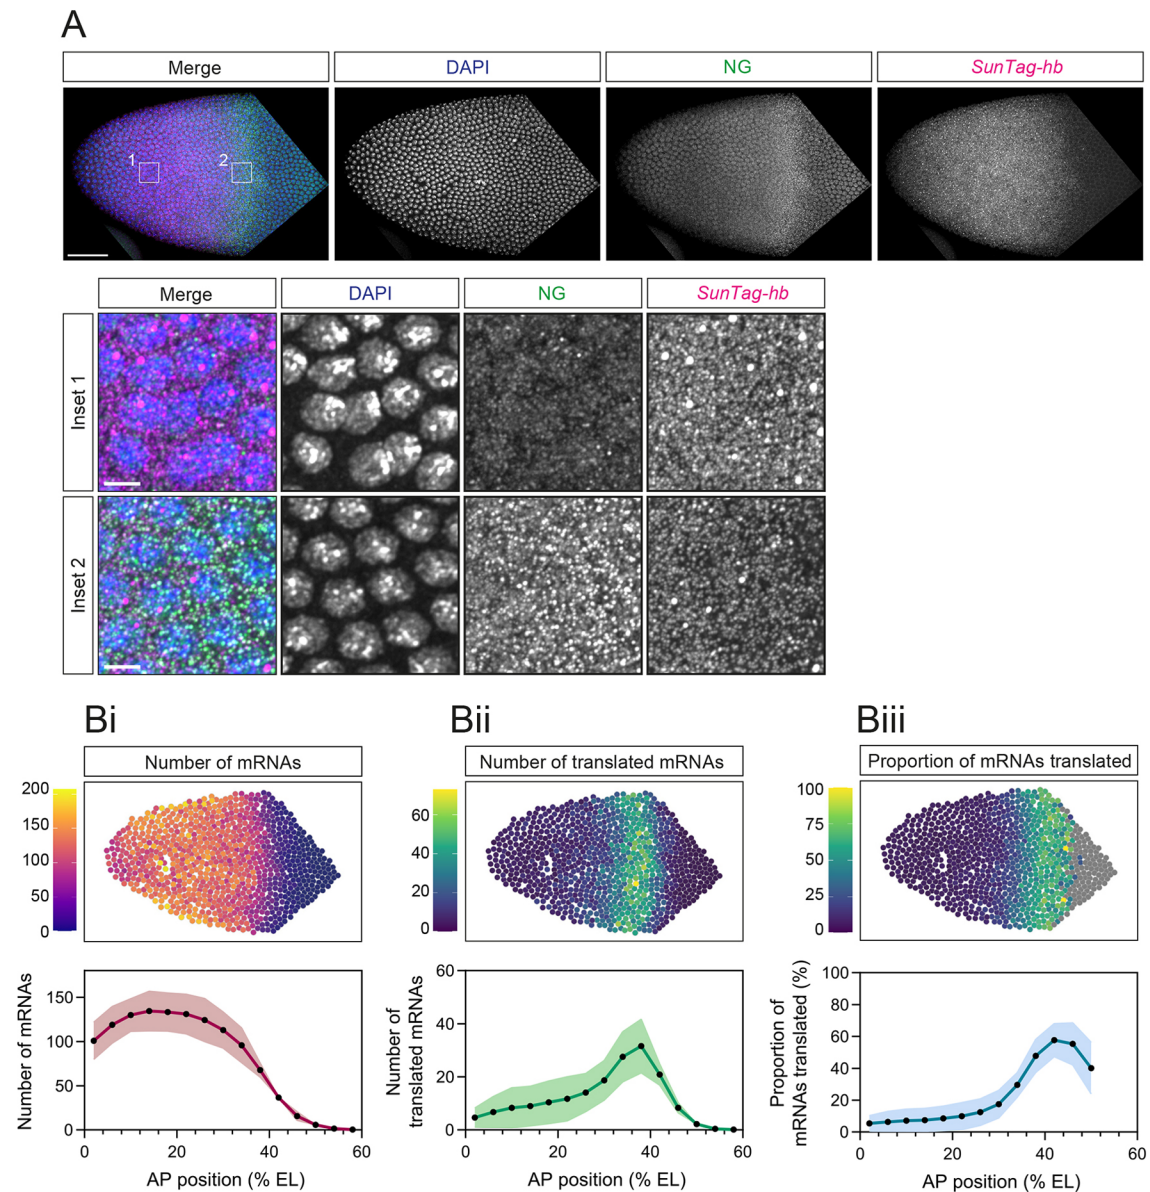 A
Merge
DAPI
NG
SunTag-hb
1
2
Merge
DAPI
NG
SunTag-hb
Inset 1
Inset 2
Bi
Bii
Biii
Number of mRNAs
Number of translated mRNAs
Proportion of mRNAs translated
200
150
100
50
0
60
40
20
0
100
75
50
25
0
Number of mRNAs
150
100
50
0
0
20
40
60
AP position (% EL)
Number of
translated mRNAs
60
40
20
0
0
20
40
60
AP position (% EL)
Proportion of
mRNAs translated (%)
100
80
60
40
20
0
0
20
40
60
AP position (% EL)